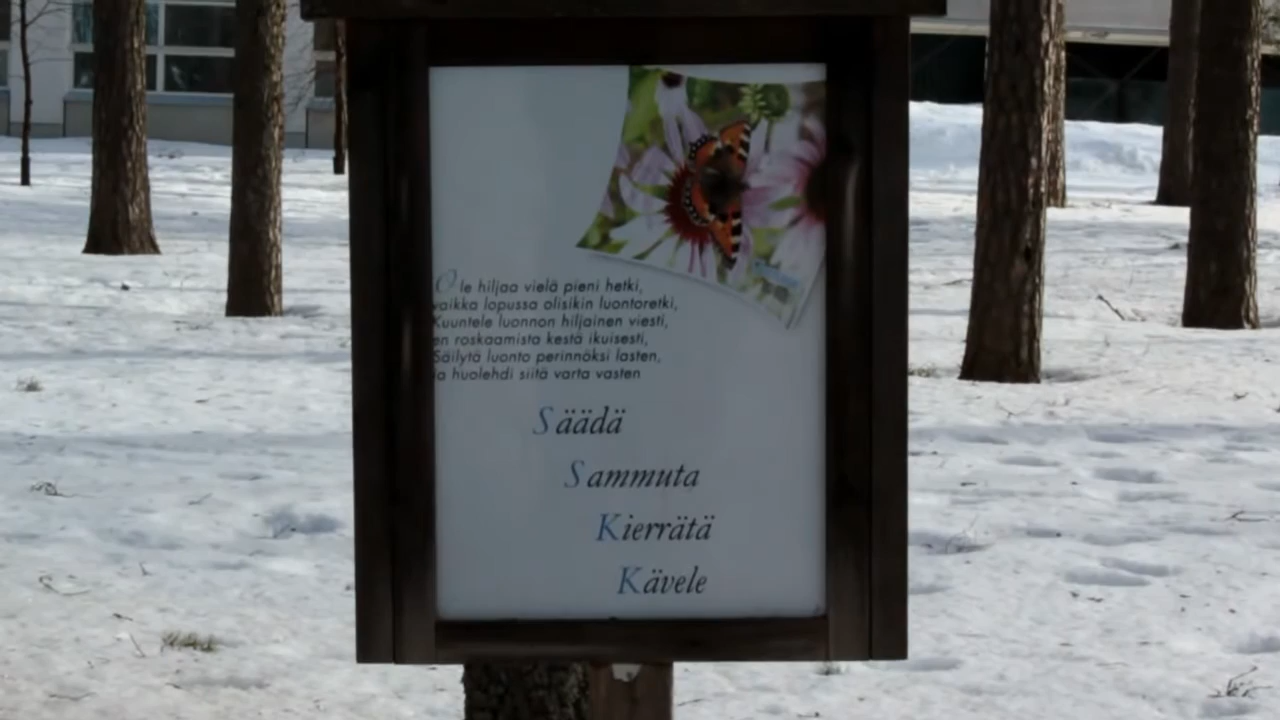 Ole hiljaa vielä pieni hetki,
vaikka lopussa olisikin luontoretki,
Kuuntele luonnon hiljainen viesti,
en roskaamista kestä ikuisesti,
Säilytä luonto perinnöksi lasten,
ja huolehdi siitä varta vasten
Säädä
Sammuta
Kierrätä
Kävele